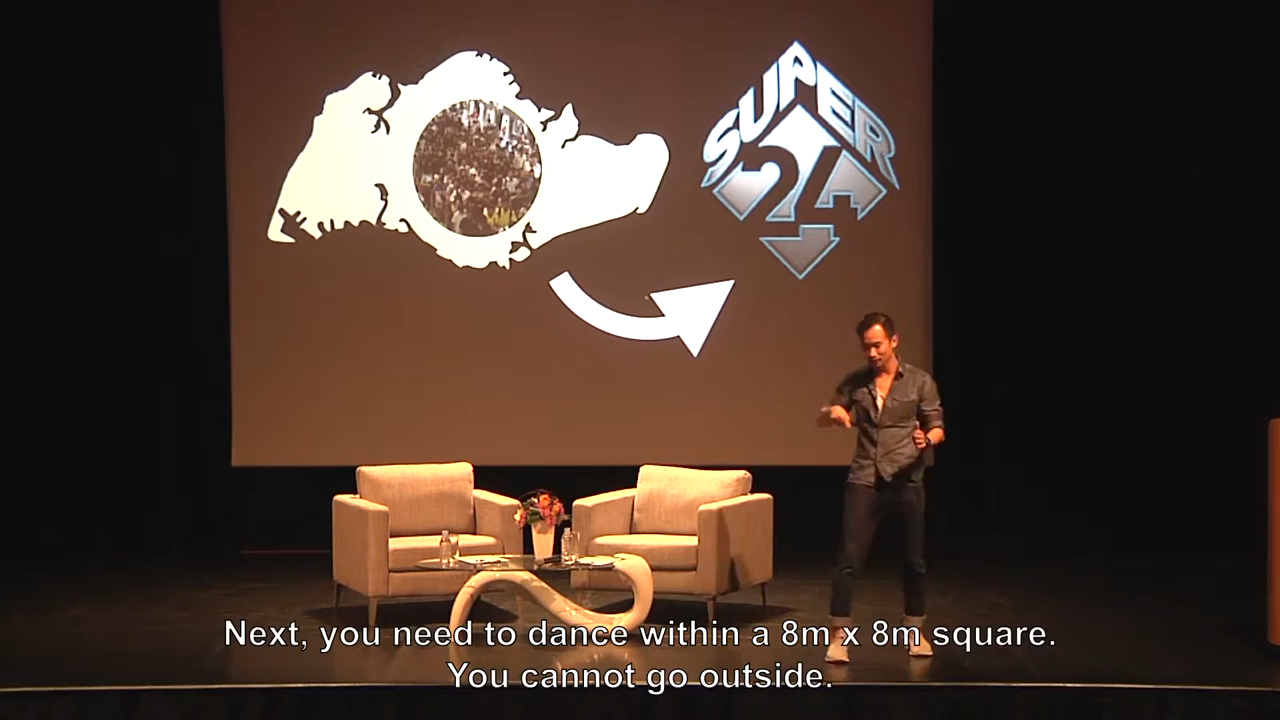 SUPER
24
Next, you need to dance within a 8m x 8m square.
You cannot go outside.